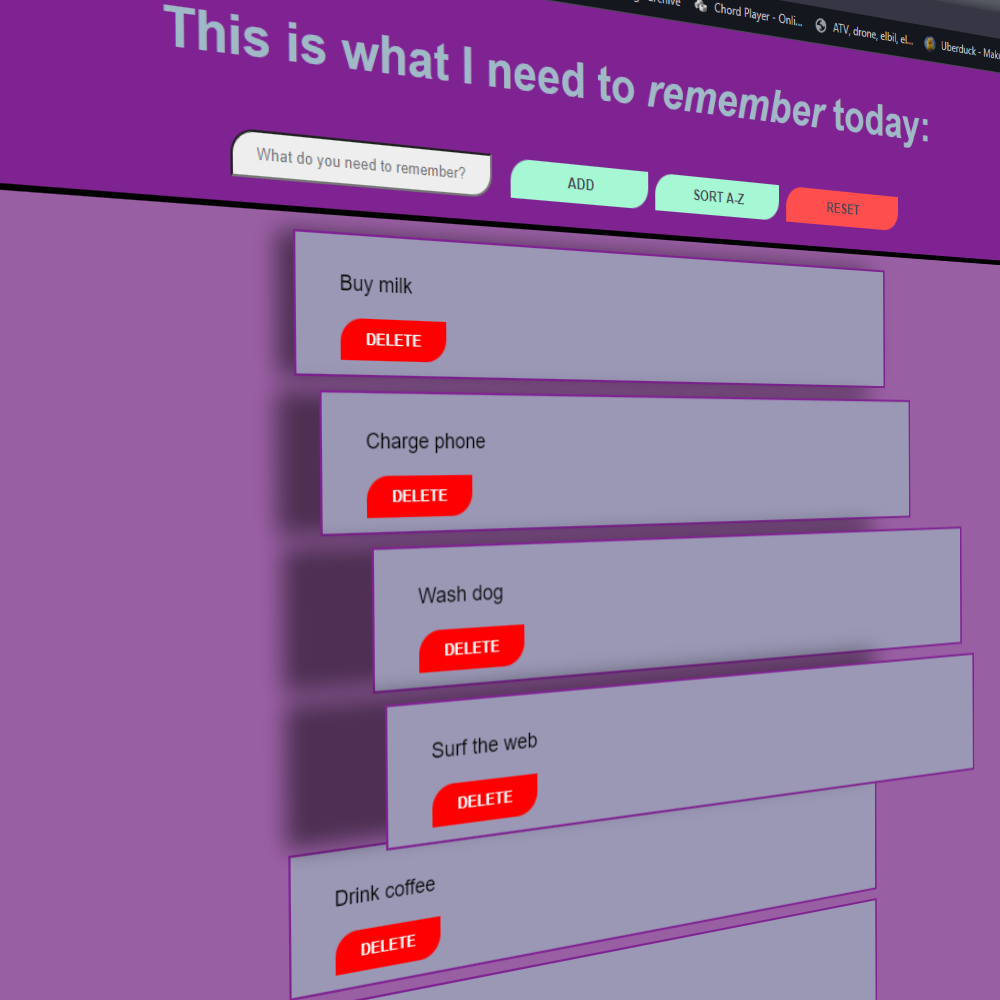 Chord Player - Onli...
ATV, drone, elbil, el...
Uberduck - Mak
This is what I need to remember today:
What do you need to remember?
ADD
SORT A-Z
RESET
Buy milk
DELETE
Charge phone
DELETE
Wash dog
DELETE
Surf the web
DELETE
Drink coffee
DELETE